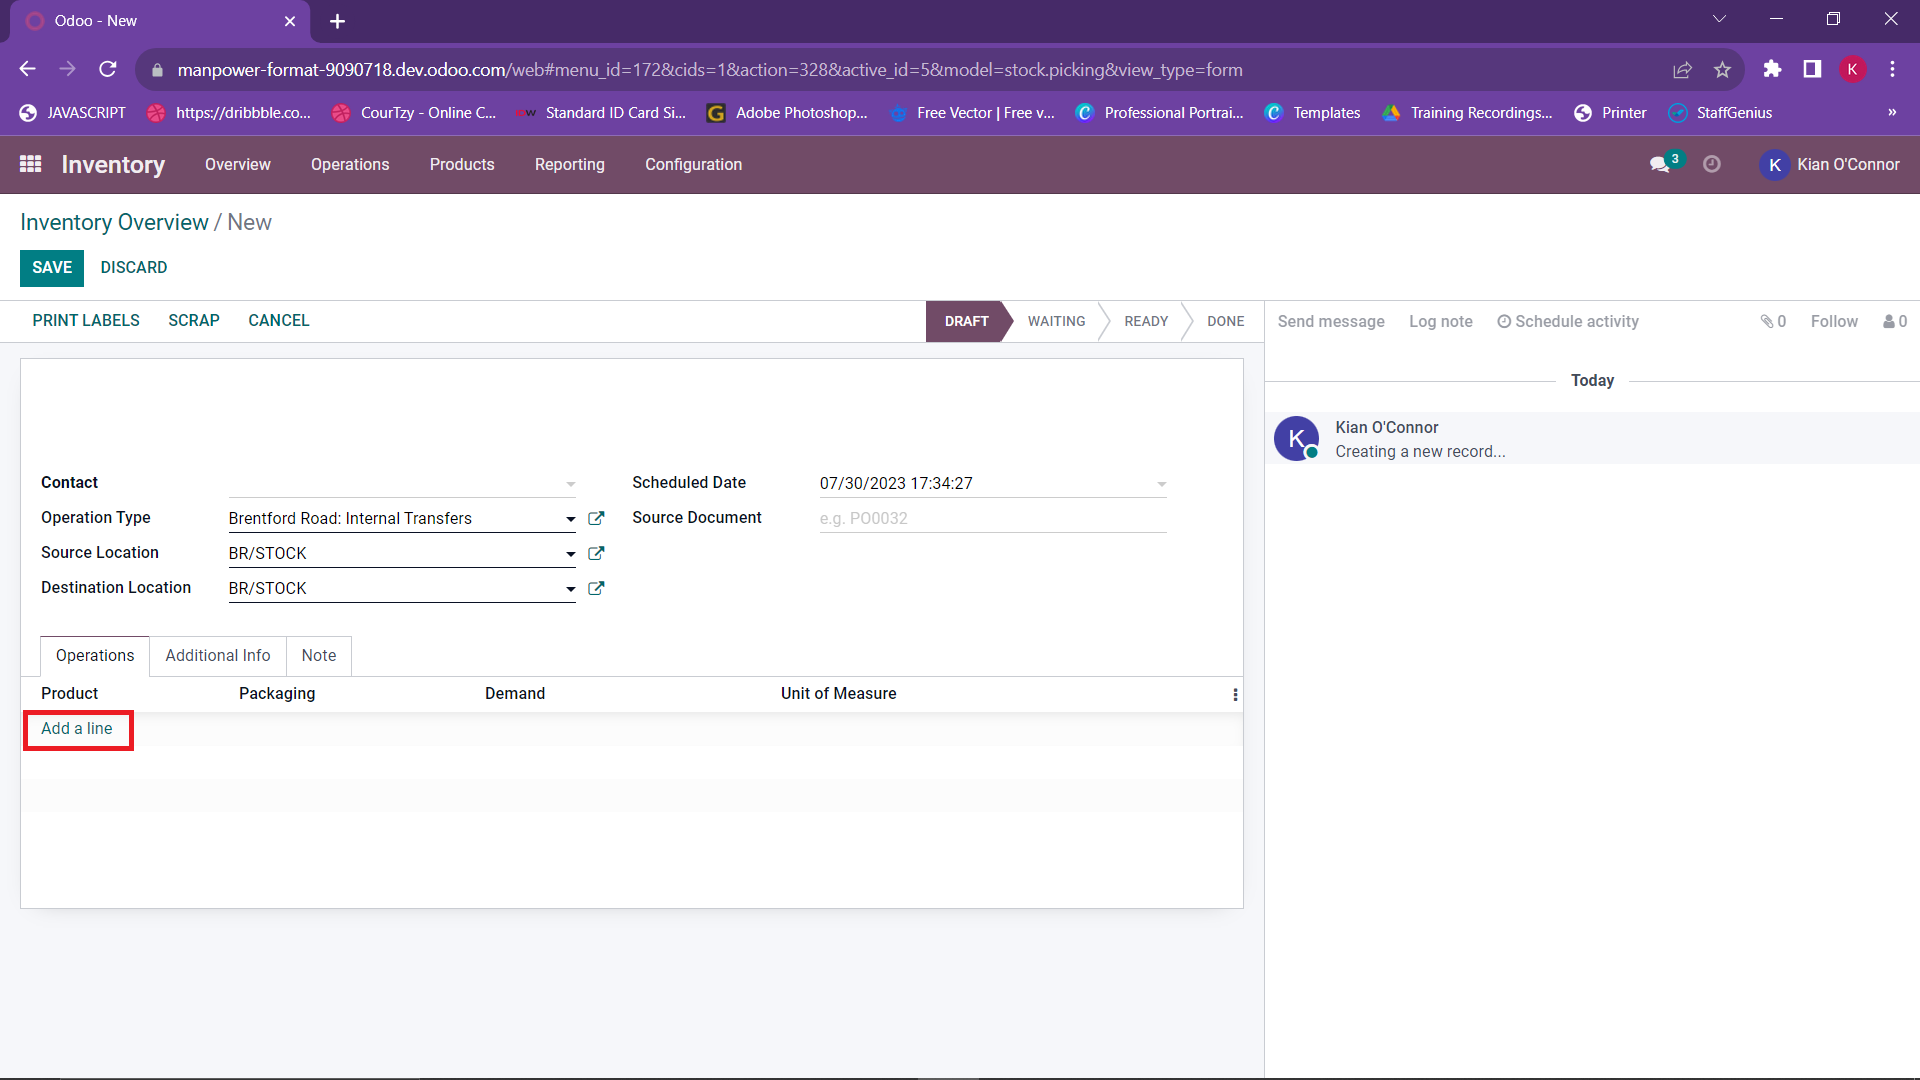 Odoo - New
manpower-format-9090718.dev.odoo.com/web#menu_id=172&cids=1&action=328&active_id=5&model=stock.picking&view_type=form
K
JAVASCRIPT
https://dribbble.co...
CourTzy - Online C...
Standard ID Card Si...
Adobe Photoshop...
Free Vector | Free v...
Professional Portrai...
Templates
Training Recordings...
Printer
StaffGenius
»
Inventory
Overview
Operations
Products
Reporting
Configuration
3
K
Kian O'Connor
Inventory Overview / New
SAVE
DISCARD
PRINT LABELS
SCRAP
CANCEL
DRAFT
WAITING
READY
DONE
Send message
Log note
Schedule activity
0
Follow
0
Today
K
Kian O'Connor
Creating a new record...
Contact
Scheduled Date
07/30/2023 17:34:27
Operation Type
Brentford Road: Internal Transfers
Source Document
e.g. PO0032
Source Location
BR/STOCK
Destination Location
BR/STOCK
Operations
Additional Info
Note
Product
Packaging
Demand
Unit of Measure
Add a line